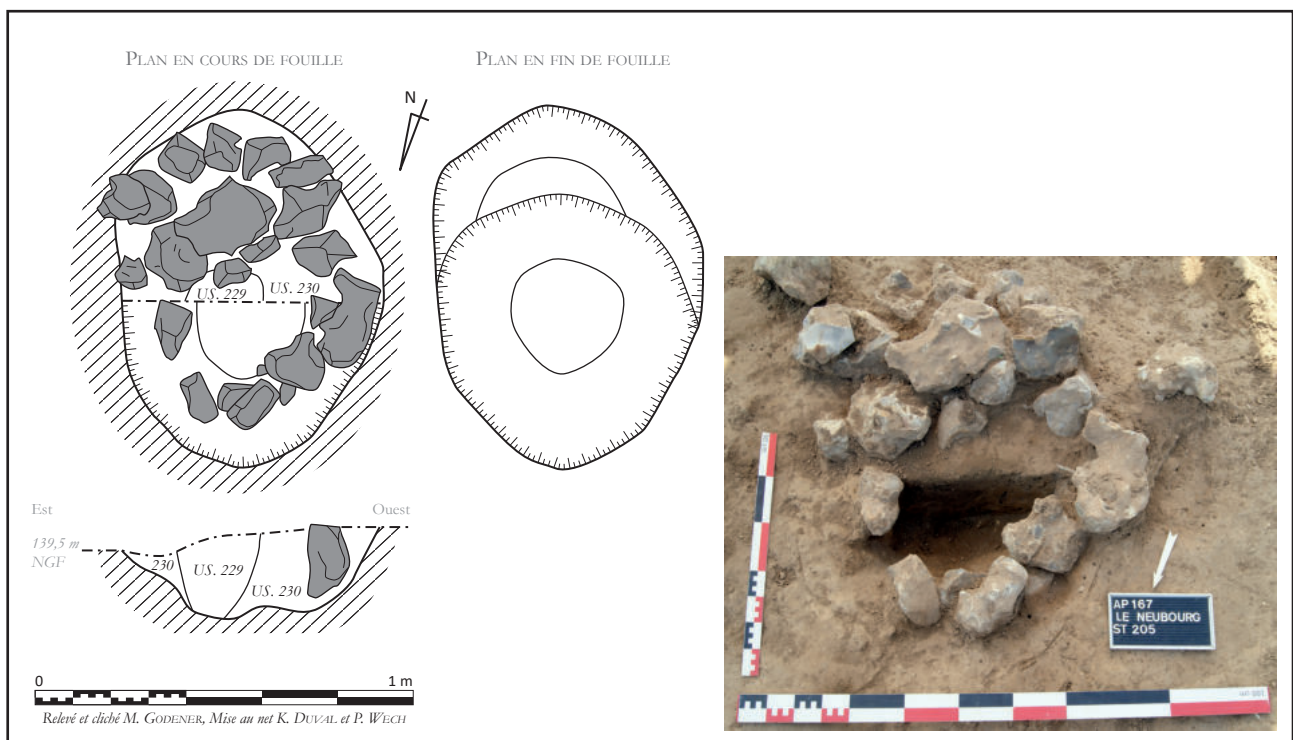 PLAN EN COURS DE FOUILLE
PLAN EN FIN DE FOUILLE
N
US. 229
US. 230
Est
Ouest
139,5 m
NGF
230
US. 229
US. 230
0
1 m
Relevé et cliché M. GODENER, Mise au net K. DUVAL et P. WECH
AP 167
LE NEUBOURG
ST 205